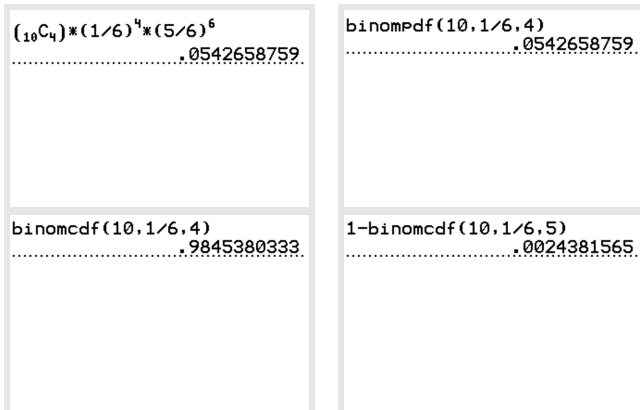 (₁₀C₄)*(1/6)⁴*(5/6)⁶
.0542658759
binompdf(10,1/6,4)
.0542658759
binomcdf(10,1/6,4)
.9845380333
1-binomcdf(10,1/6,5)
.0024381565